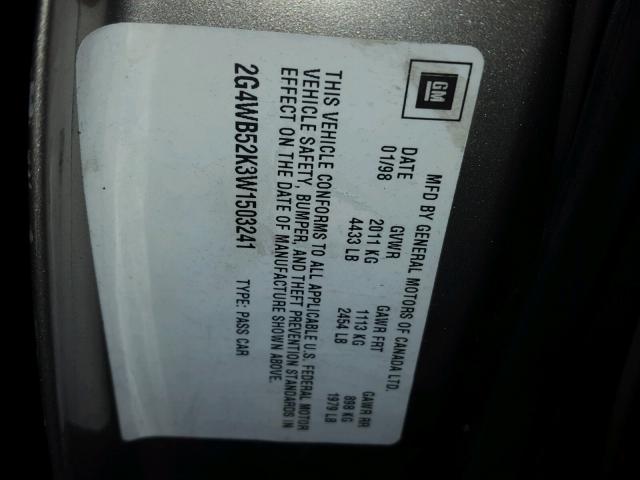 GM
MFD BY GENERAL MOTORS OF CANADA LTD.
DATE GVWR GAWR FRT GAWR RR
01/98 2011 KG 1113 KG 898 KG
4433 LB 2454 LB 1979 LB
THIS VEHICLE CONFORMS TO ALL APPLICABLE U.S. FEDERAL MOTOR
VEHICLE SAFETY, BUMPER, AND THEFT PREVENTION STANDARDS IN
EFFECT ON THE DATE OF MANUFACTURE SHOWN ABOVE.
2G4WB52K3W1503241 TYPE: PASS CAR